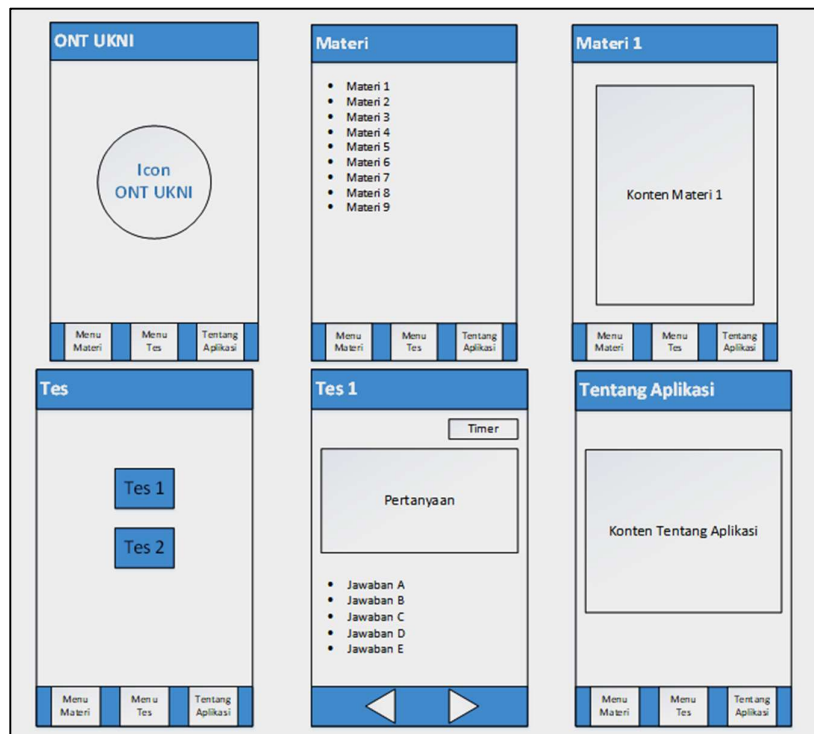 ONT UKNI
Icon
ONT UKNI
Menu
Materi
Menu
Tes
Tentang
Aplikasi
Materi
• Materi 1
• Materi 2
• Materi 3
• Materi 4
• Materi 5
• Materi 6
• Materi 7
• Materi 8
• Materi 9
Menu
Materi
Menu
Tes
Tentang
Aplikasi
Materi 1
Konten Materi 1
Menu
Materi
Menu
Tes
Tentang
Aplikasi
Tes
Tes 1
Tes 2
Menu
Materi
Menu
Tes
Tentang
Aplikasi
Tes 1
Timer
Pertanyaan
• Jawaban A
• Jawaban B
• Jawaban C
• Jawaban D
• Jawaban E
Tentang Aplikasi
Konten Tentang Aplikasi
Menu
Materi
Menu
Tes
Tentang
Aplikasi